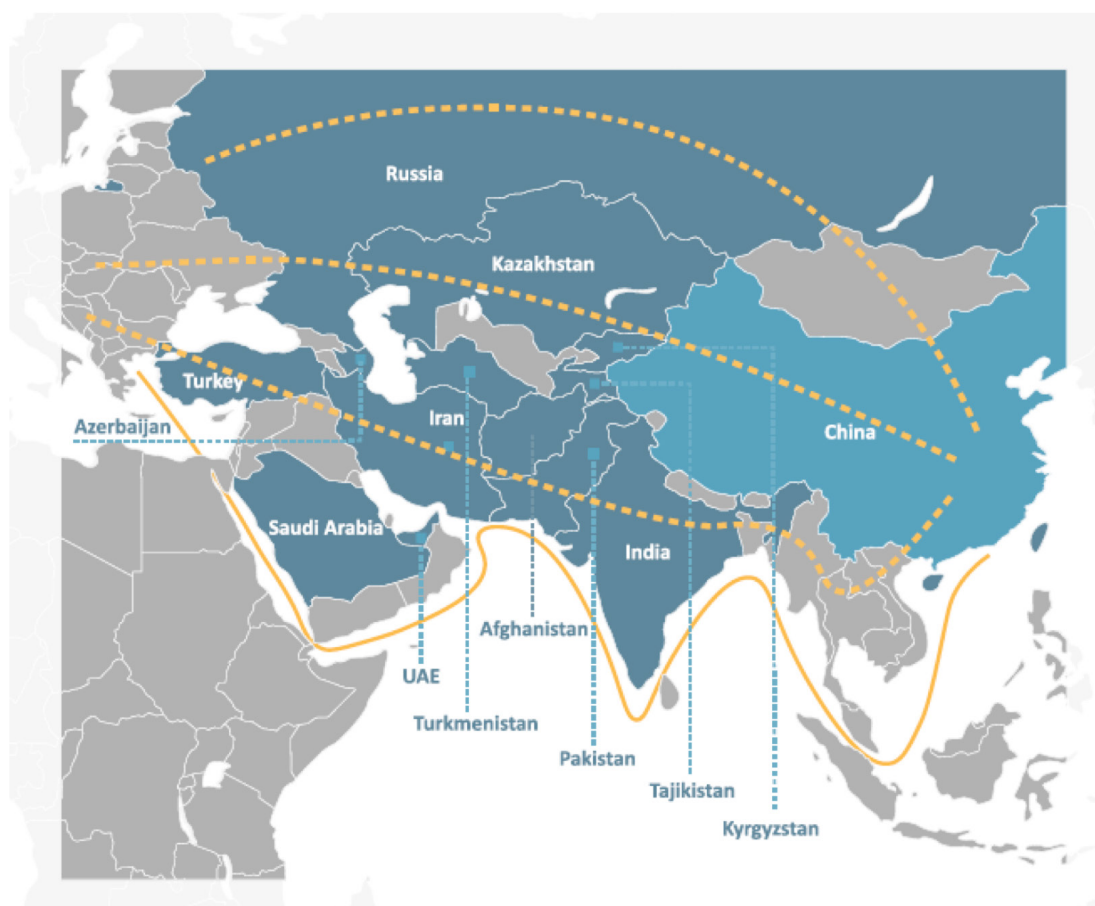 Russia
Kazakhstan
Turkey
Iran
Azerbaijan
China
Saudi Arabia
India
Afghanistan
UAE
Turkmenistan
Pakistan
Tajikistan
Kyrgyzstan